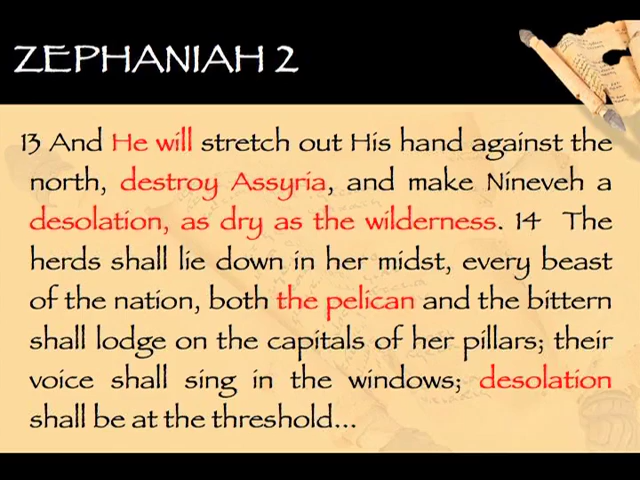 ZEPHANIAH 2
13 And He will stretch out His hand against the
north, destroy Assyria, and make Nineveh a
desolation, as dry as the wilderness. 14 The
herds shall lie down in her midst, every beast
of the nation, both the pelican and the bittern
shall lodge on the capitals of her pillars; their
voice shall sing in the windows; desolation
shall be at the threshold...